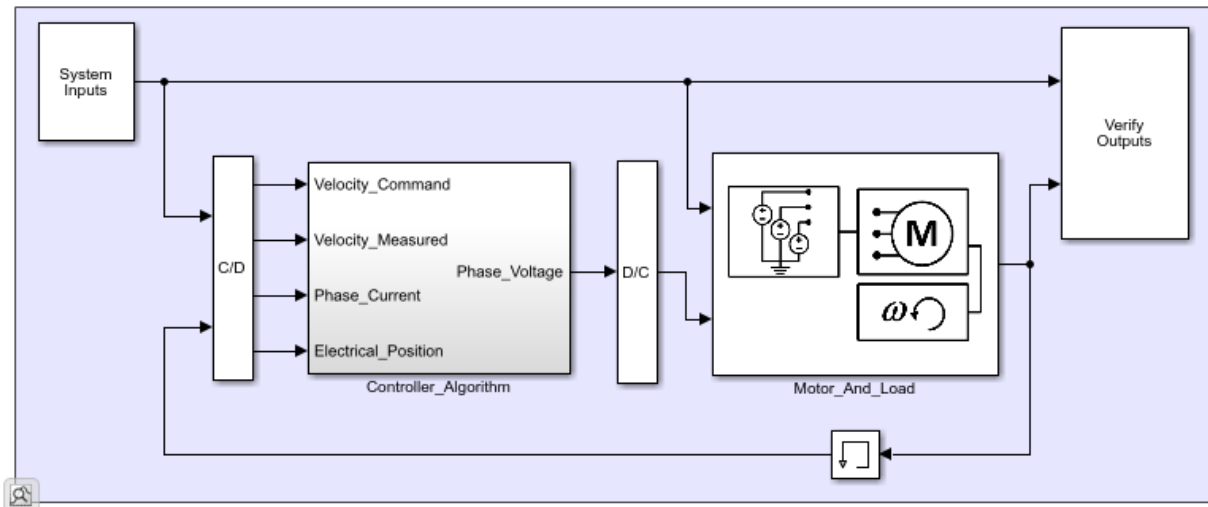 System
Inputs
Verify
Outputs
C/D
Velocity_Command
Velocity_Measured
Phase_Current
Electrical_Position
Phase_Voltage
Controller_Algorithm
D/C
M
ω
Motor_And_Load